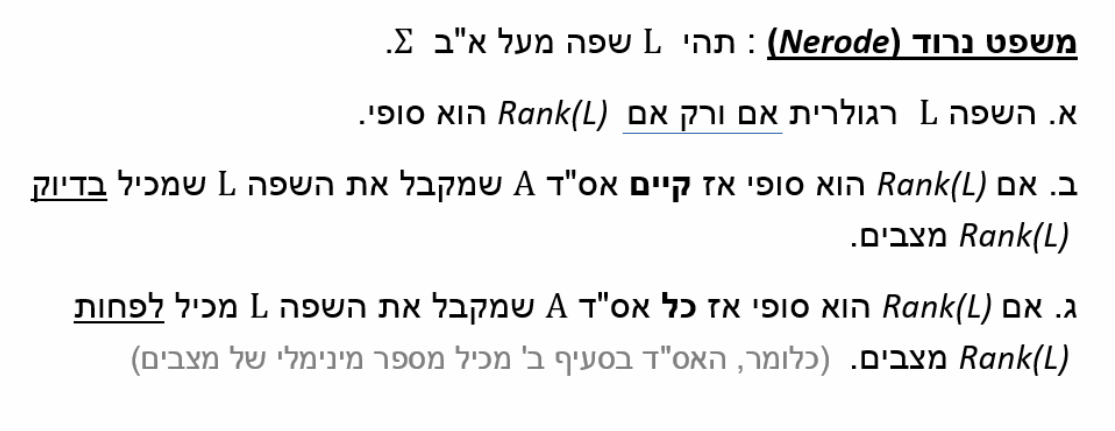 משפט נרוד (Nerode) : תהי L שפה מעל א"ב Σ.
א. השפה L רגולרית אם ורק אם Rank(L) הוא סופי.
ב. אם Rank(L) הוא סופי אז קיים אס"ד A שמקבל את השפה L שמכיל בדיוק
Rank(L) מצבים.
ג. אם Rank(L) הוא סופי אז כל אס"ד A שמקבל את השפה L מכיל לפחות
Rank(L) מצבים. (כלומר, האס"ד בסעיף ב' מכיל מספר מינימלי של מצבים)